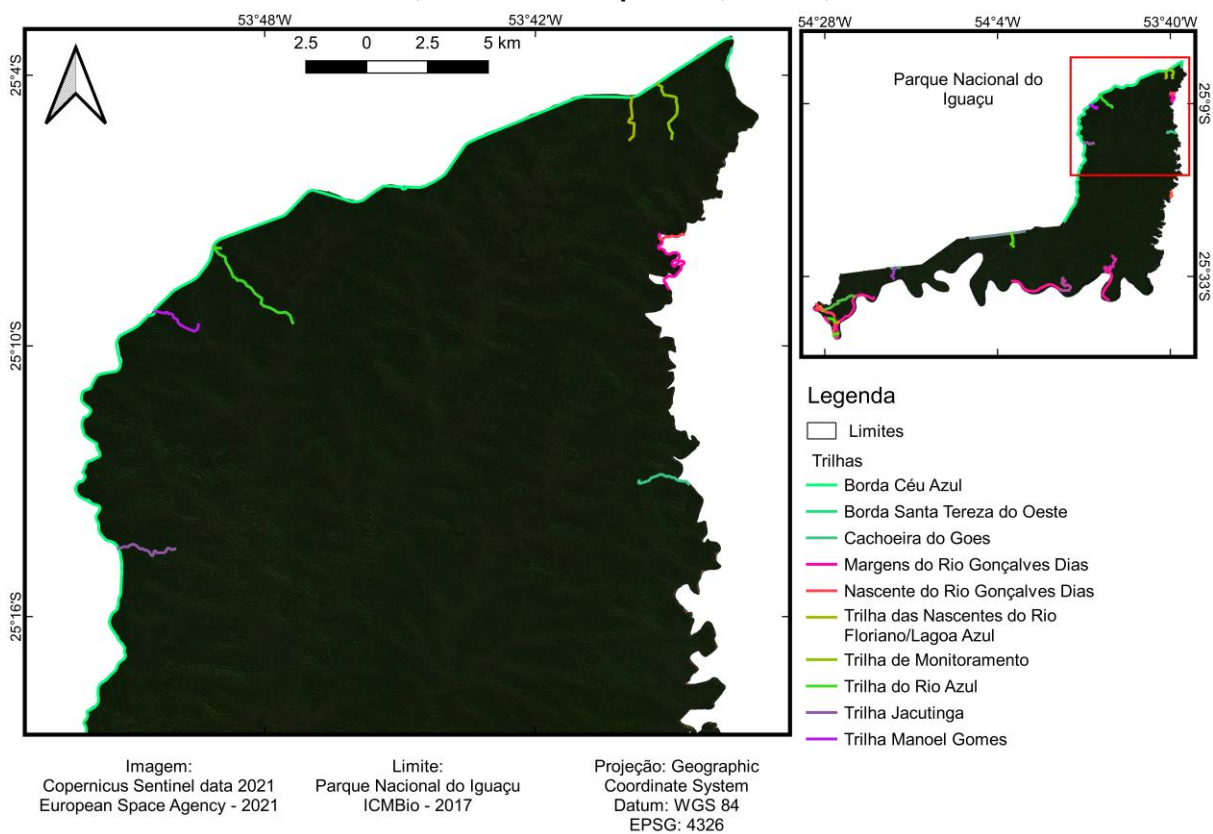 53°48'W
53°42'W
2.5 0 2.5 5 km
25°4'S
25°10'S
25°16'S
54°28'W
54°4'W
53°40'W
Parque Nacional do
Iguaçu
25°9'S
25°33'S
Legenda
Limites
Trilhas
Borda Céu Azul
Borda Santa Tereza do Oeste
Cachoeira do Goes
Margens do Rio Gonçalves Dias
Nascente do Rio Gonçalves Dias
Trilha das Nascentes do Rio
Floriano/Lagoa Azul
Trilha de Monitoramento
Trilha do Rio Azul
Trilha Jacutinga
Trilha Manoel Gomes
Imagem:
Copernicus Sentinel data 2021
European Space Agency - 2021
Limite:
Parque Nacional do Iguaçu
ICMBio - 2017
Projeção: Geographic
Coordinate System
Datum: WGS 84
EPSG: 4326